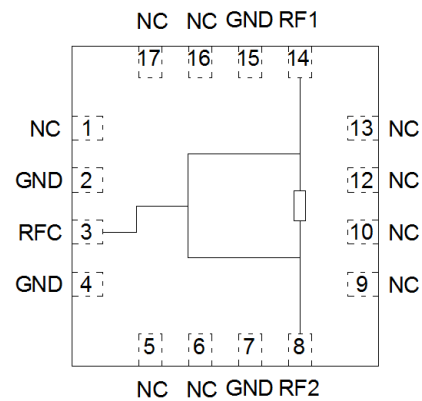 NC NC GND RF1
17 16 15 14
NC 1 13 NC
GND 2 12 NC
RFC 3 10 NC
GND 4 9 NC
5 6 7 8
NC NC GND RF2